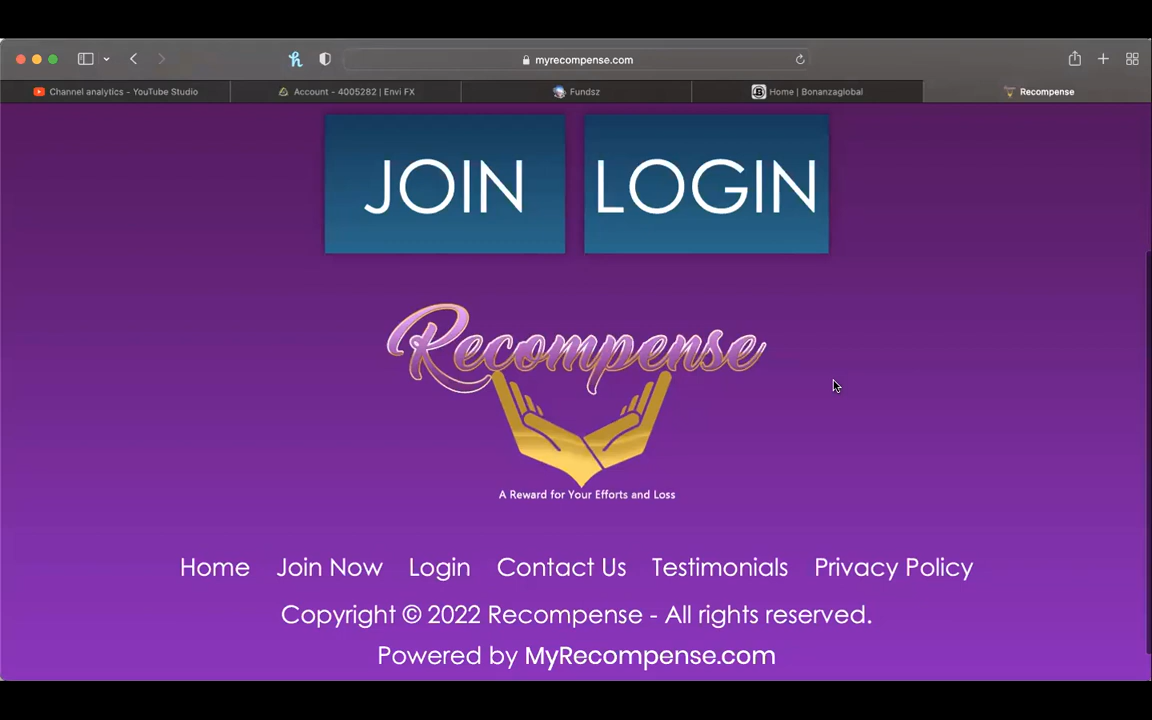 myrecompense.com
Channel analytics - YouTube Studio
Account - 4005282 | Envi FX
Fundsz
Home | Bonanzaglobal
Recompense
JOIN
LOGIN
Recompense
A Reward for Your Efforts and Loss
Home Join Now Login Contact Us Testimonials Privacy Policy
Copyright © 2022 Recompense - All rights reserved.
Powered by MyRecompense.com